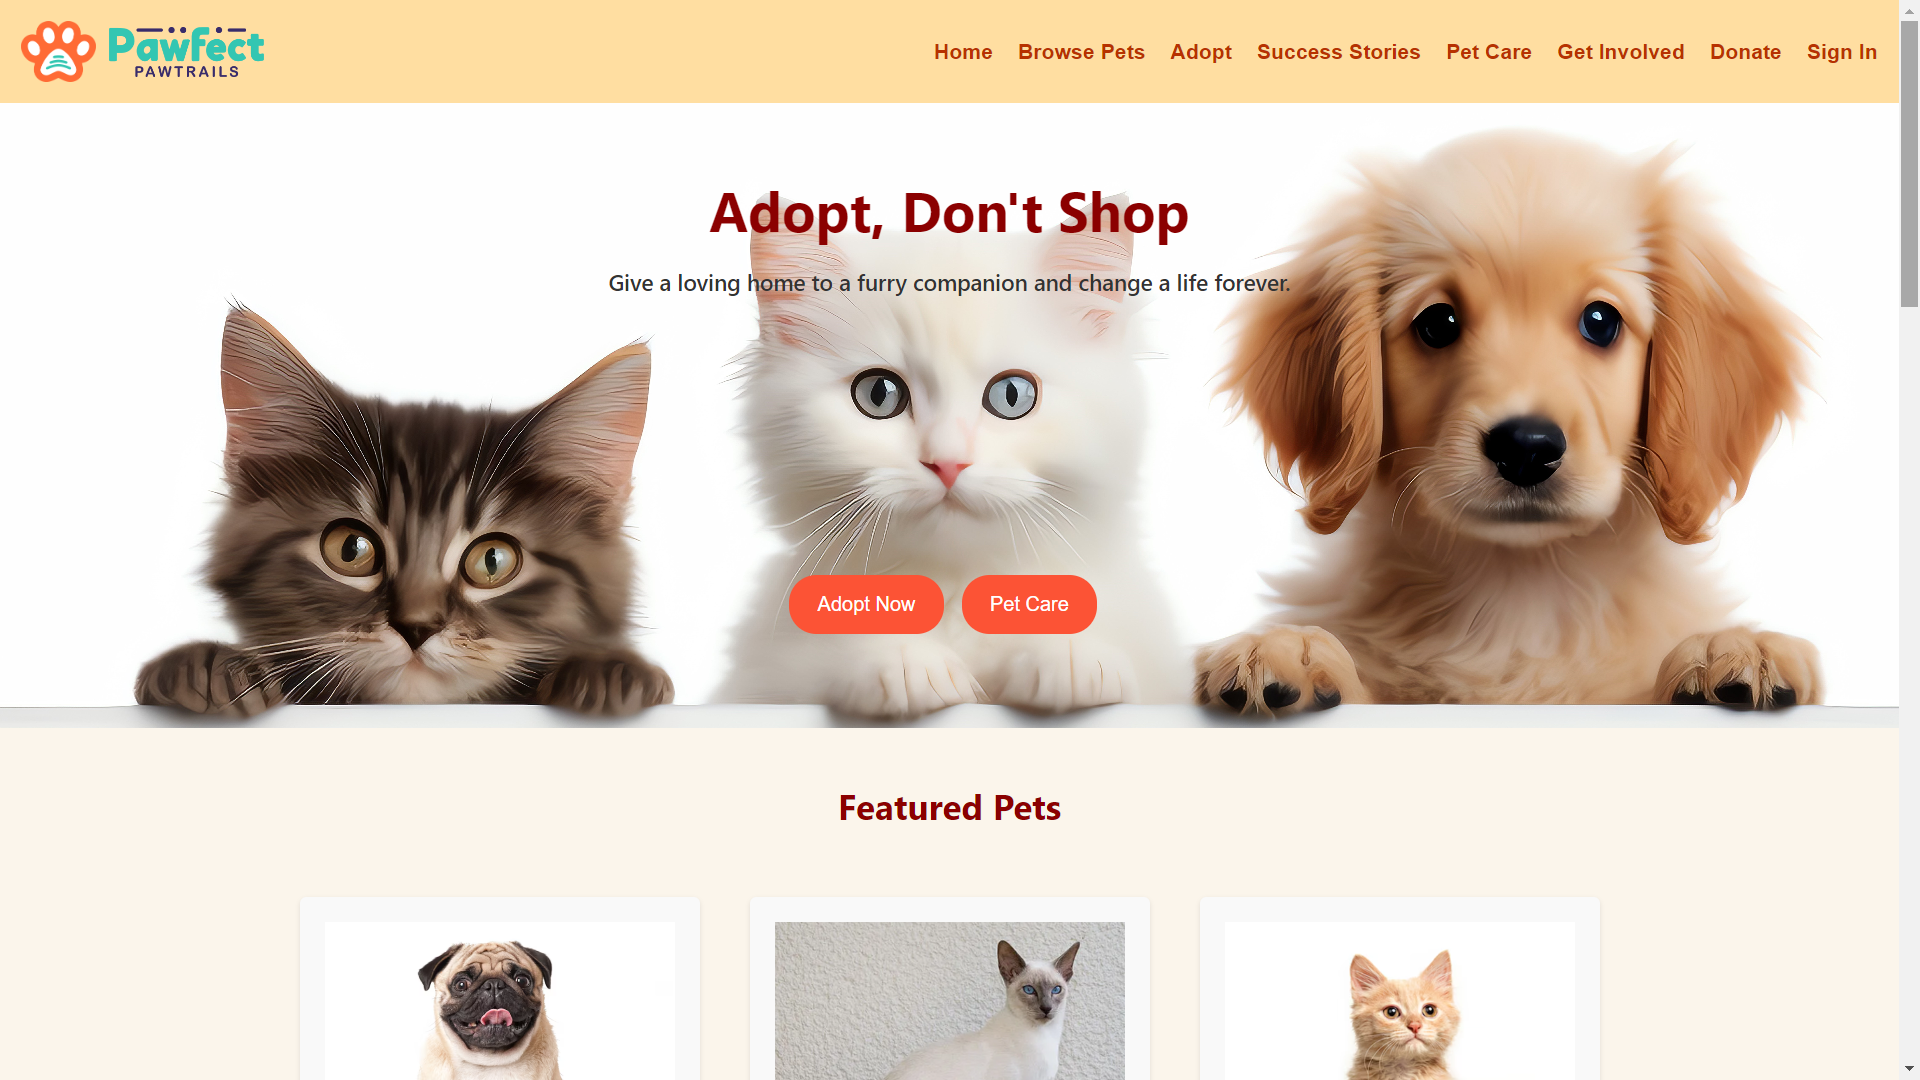 Pawfect
PAWTRAILS
Home Browse Pets Adopt Success Stories Pet Care Get Involved Donate Sign In
Adopt, Don't Shop
Give a loving home to a furry companion and change a life forever.
Adopt Now Pet Care
Featured Pets